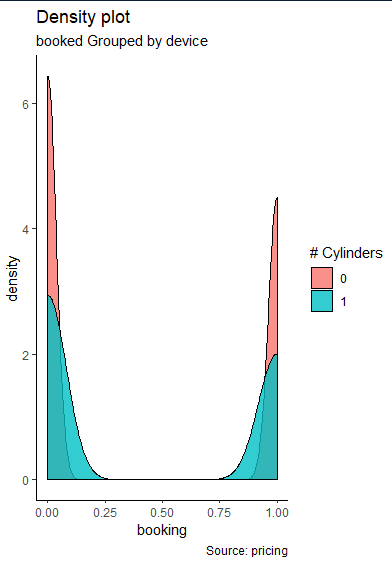 Density plot
booked Grouped by device
6
4
2
0
density
0.00 0.25 0.50 0.75 1.00
booking
# Cylinders
0
1
Source: pricing